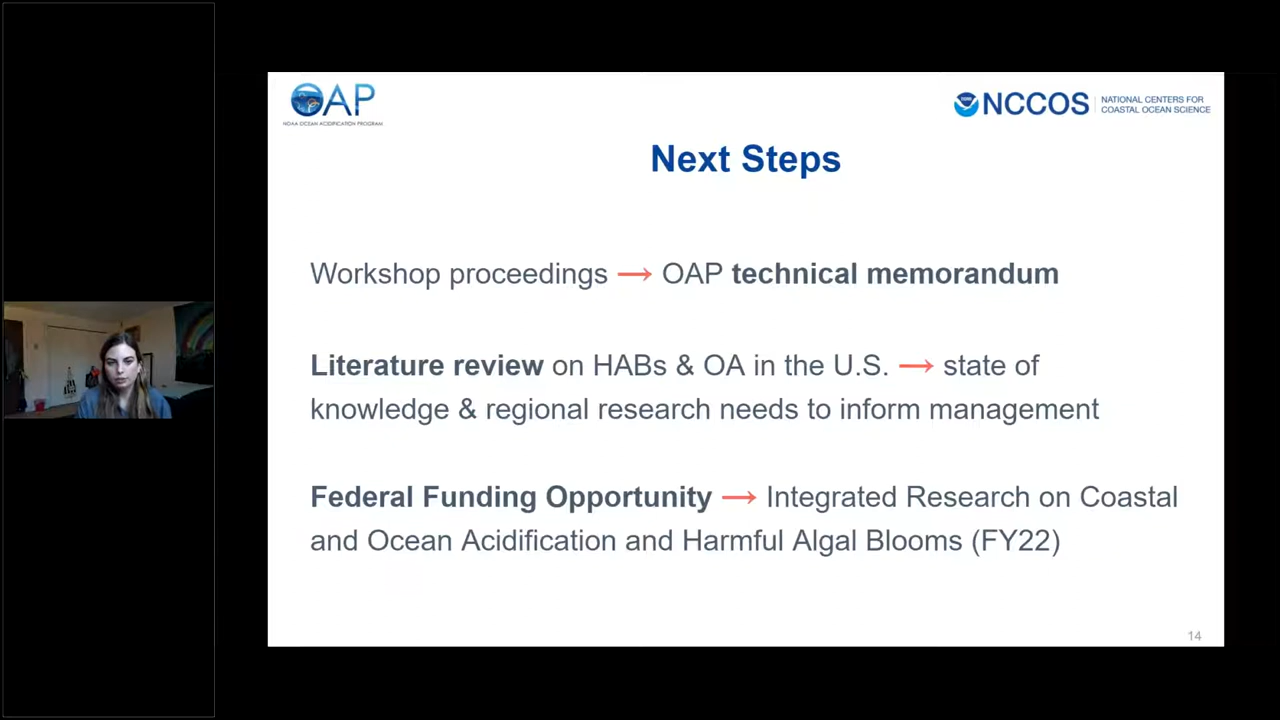 OAP
NOAA OCEAN ACIDIFICATION PROGRAM
NCCOS
NATIONAL CENTERS FOR
COASTAL OCEAN SCIENCE
Next Steps
Workshop proceedings → OAP technical memorandum
Literature review on HABs & OA in the U.S. → state of
knowledge & regional research needs to inform management
Federal Funding Opportunity → Integrated Research on Coastal
and Ocean Acidification and Harmful Algal Blooms (FY22)
14